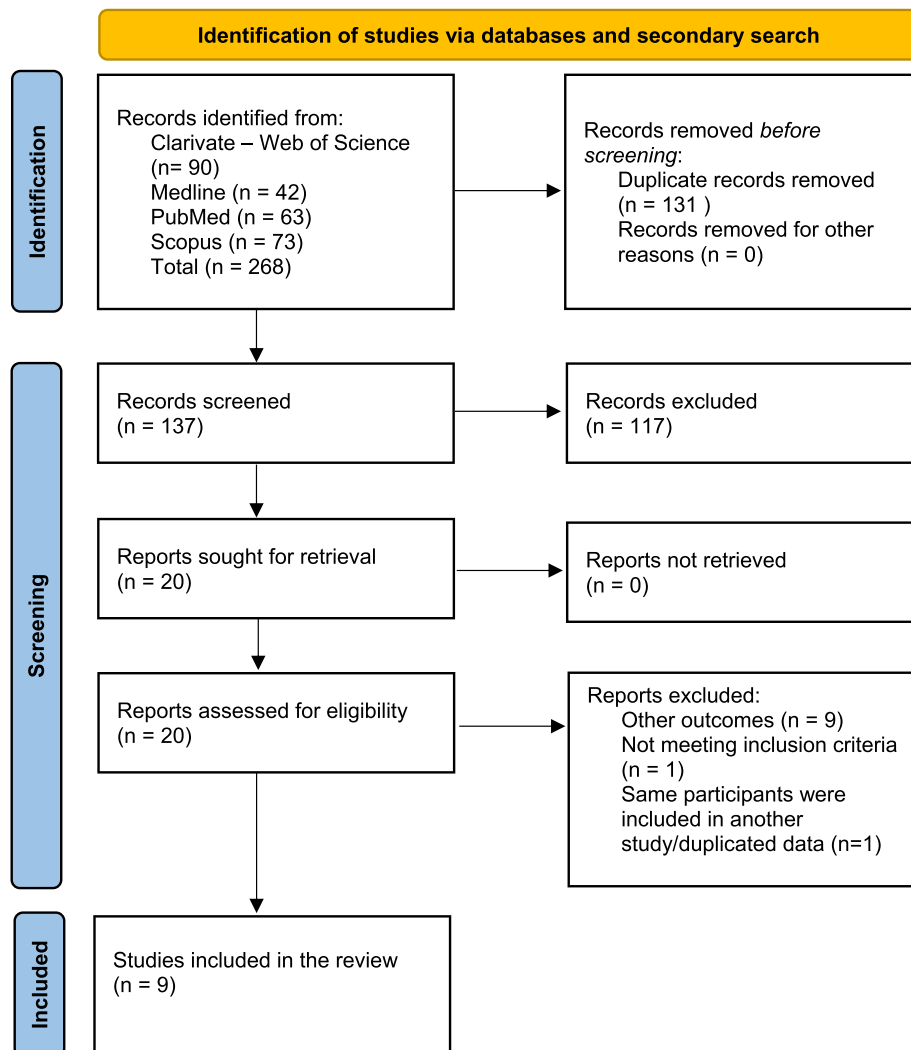 Identification of studies via databases and secondary search
Identification
Records identified from:
Clarivate – Web of Science
(n= 90)
Medline (n = 42)
PubMed (n = 63)
Scopus (n = 73)
Total (n = 268)
Records removed before
screening:
Duplicate records removed
(n = 131 )
Records removed for other
reasons (n = 0)
Screening
Records screened
(n = 137)
Records excluded
(n = 117)
Reports sought for retrieval
(n = 20)
Reports not retrieved
(n = 0)
Reports assessed for eligibility
(n = 20)
Reports excluded:
Other outcomes (n = 9)
Not meeting inclusion criteria
(n = 1)
Same participants were
included in another
study/duplicated data (n=1)
Included
Studies included in the review
(n = 9)